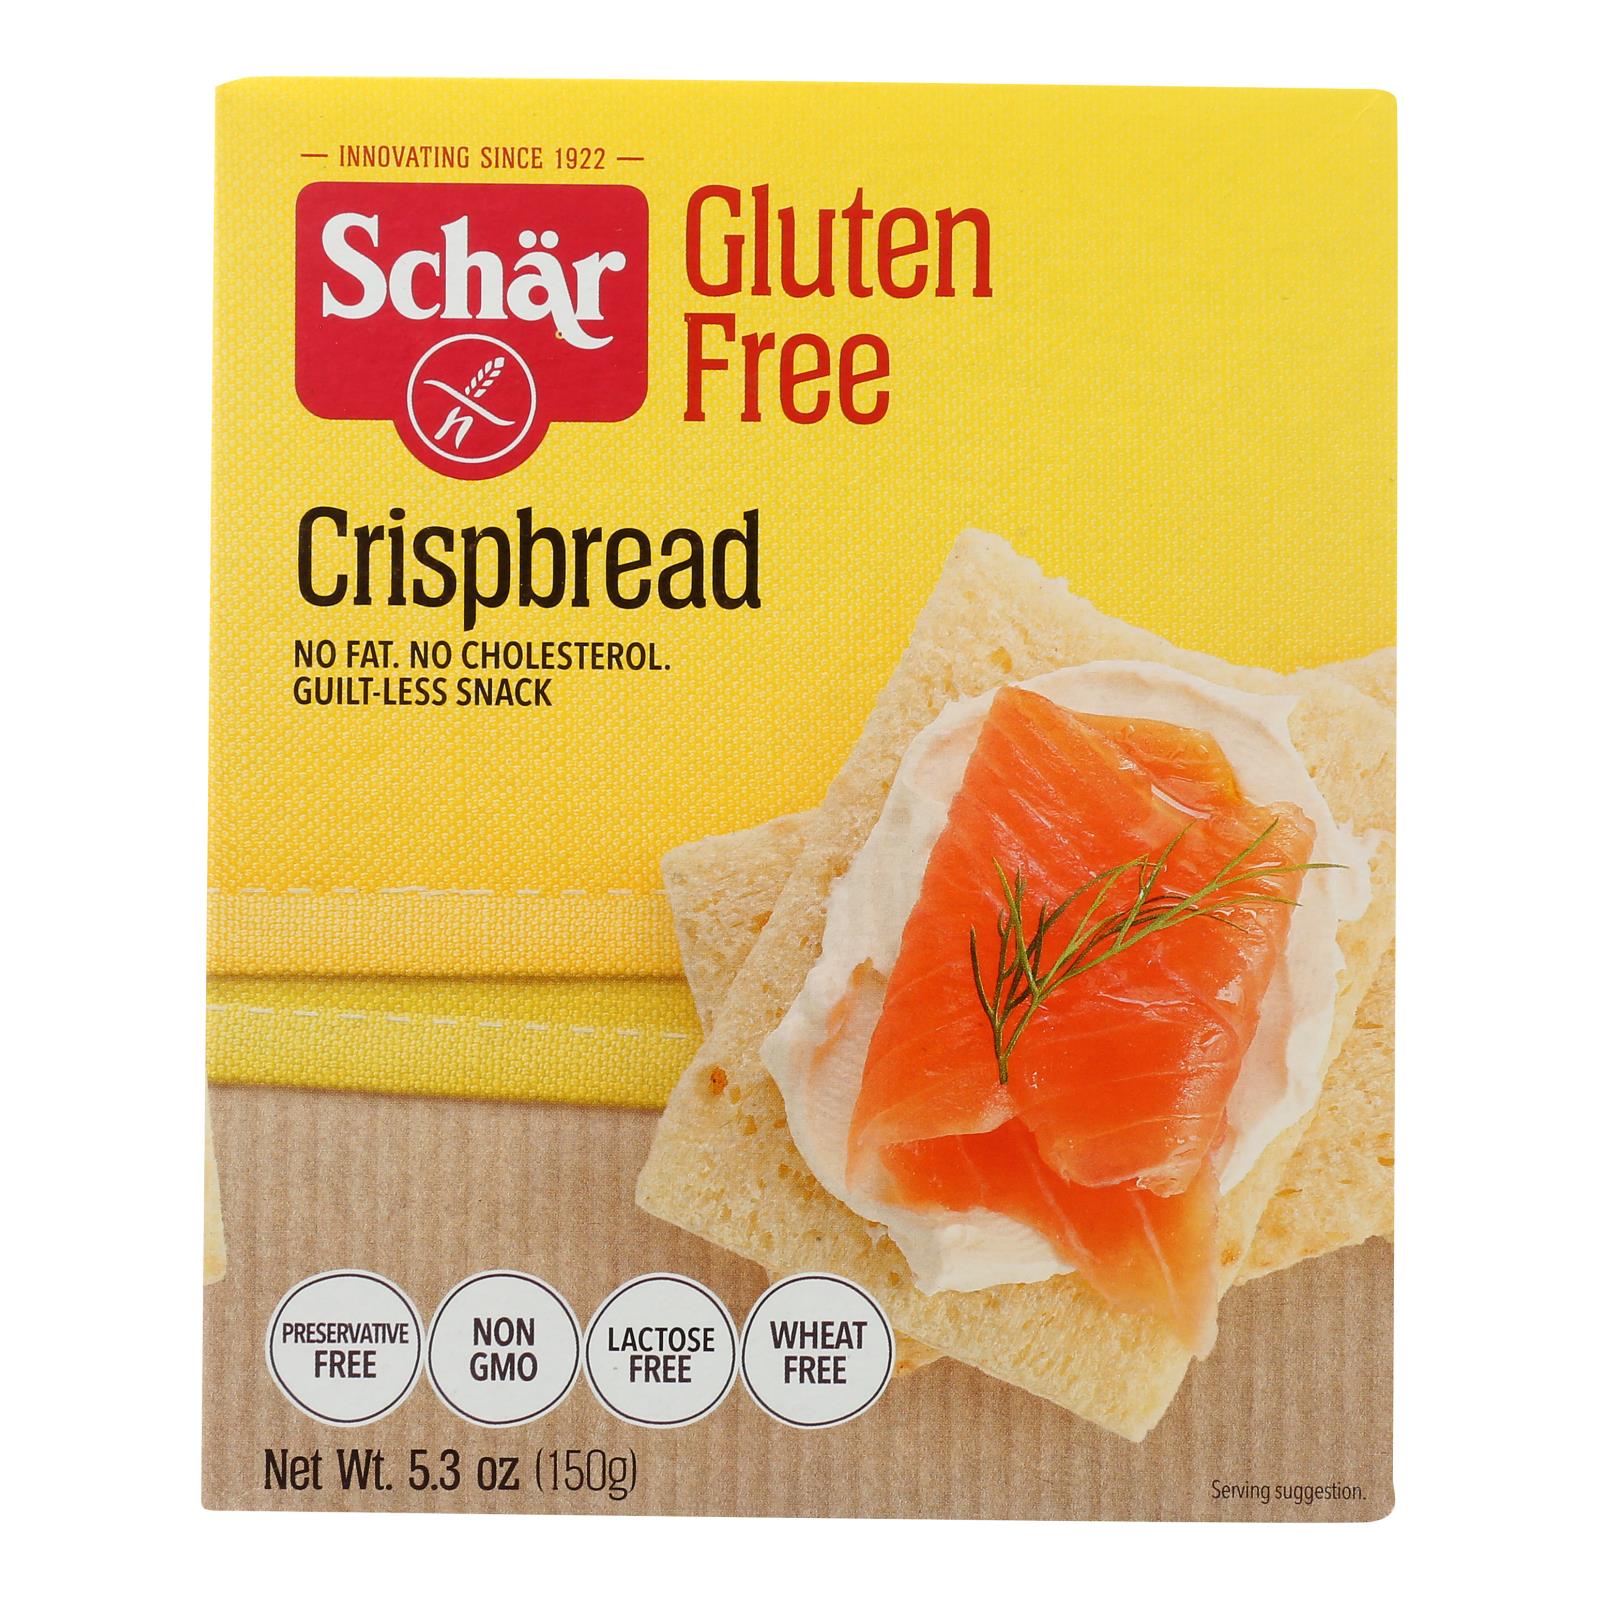 — INNOVATING SINCE 1922 —
Schär
Gluten
Free
Crispbread
NO FAT. NO CHOLESTEROL.
GUILT-LESS SNACK
PRESERVATIVE
FREE
NON
GMO
LACTOSE
FREE
WHEAT
FREE
Net Wt. 5.3 oz (150g)
Serving suggestion.